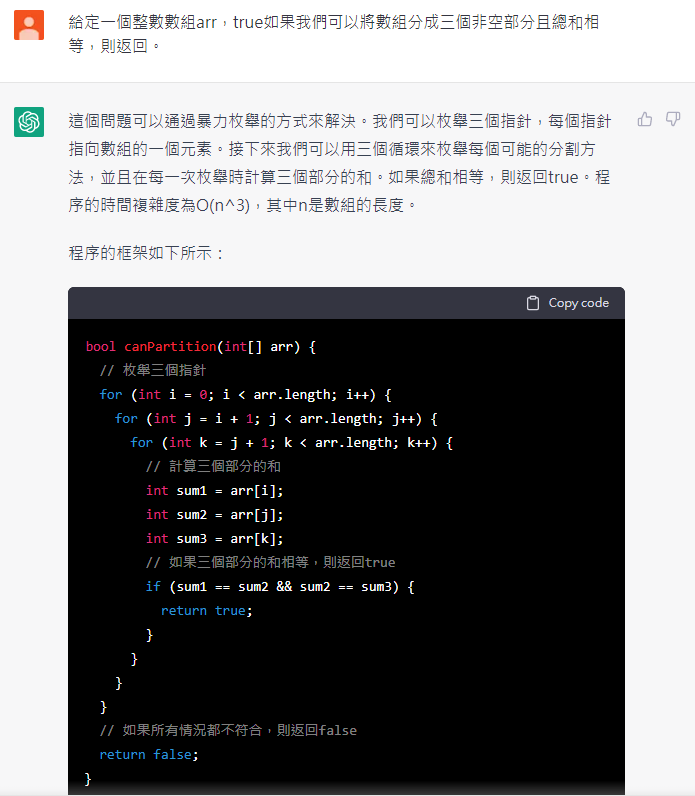 給定一個整數數組arr，true如果我們可以將數組分成三個非空部分且總和相
等，則返回。
這個問題可以通過暴力枚舉的方式來解決。我們可以枚舉三個指針，每個指針
指向數組的一個元素。接下來我們可以用三個循環來枚舉每個可能的分割方
法，並且在每一次枚舉時計算三個部分的和。如果總和相等，則返回true。程
序的時間複雜度為O(n^3)，其中n是數組的長度。
程序的框架如下所示：
Copy code
bool canPartition(int[] arr) {
  // 枚舉三個指針
  for (int i = 0; i < arr.length; i++) {
    for (int j = i + 1; j < arr.length; j++) {
      for (int k = j + 1; k < arr.length; k++) {
        // 計算三個部分的和
        int sum1 = arr[i];
        int sum2 = arr[j];
        int sum3 = arr[k];
        // 如果三個部分的和相等，則返回true
        if (sum1 == sum2 && sum2 == sum3) {
          return true;
        }
      }
    }
  }
  // 如果所有情況都不符合，則返回false
  return false;
}